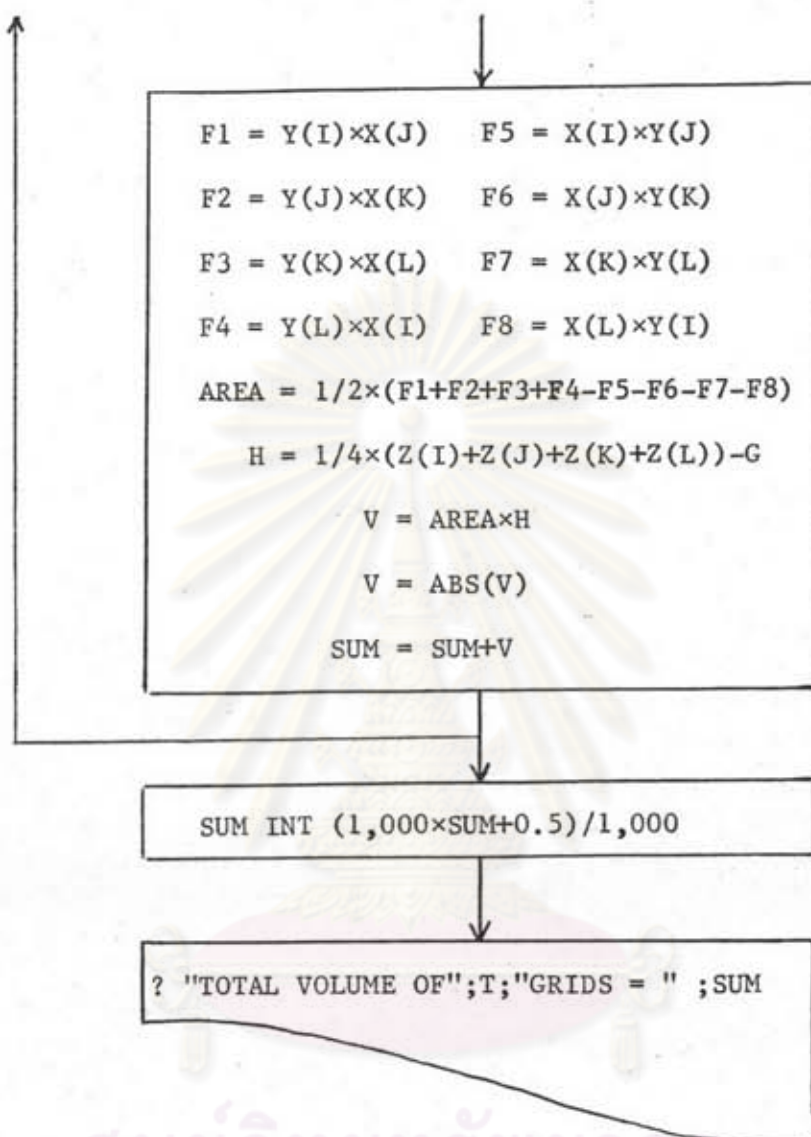 F1 = Y(I)×X(J) F5 = X(I)×Y(J)
F2 = Y(J)×X(K) F6 = X(J)×Y(K)
F3 = Y(K)×X(L) F7 = X(K)×Y(L)
F4 = Y(L)×X(I) F8 = X(L)×Y(I)
AREA = 1/2×(F1+F2+F3+F4-F5-F6-F7-F8)
H = 1/4×(Z(I)+Z(J)+Z(K)+Z(L))-G
V = AREA×H
V = ABS(V)
SUM = SUM+V
SUM INT (1,000×SUM+0.5)/1,000
? "TOTAL VOLUME OF";T;"GRIDS = " ;SUM